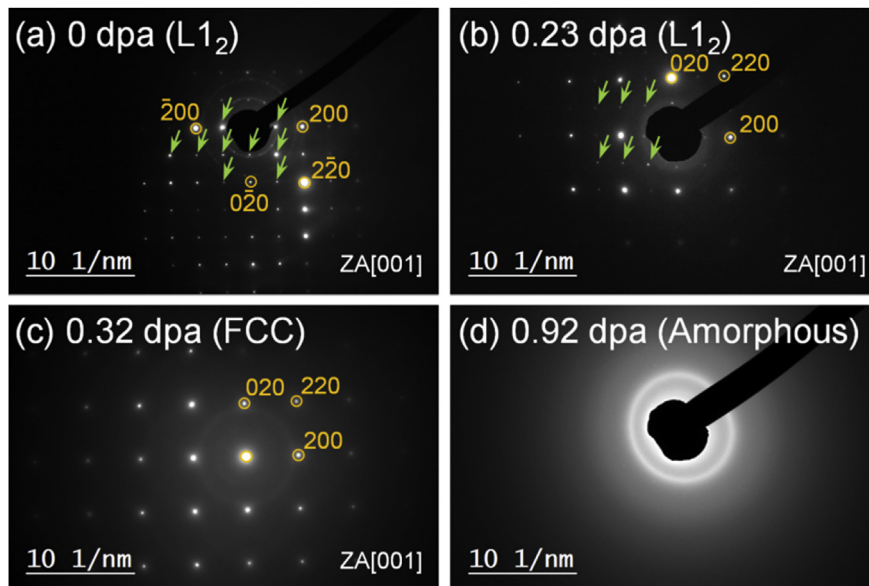 (a) 0 dpa (L1₂)
2̄00
200
22̄0
02̄0
10 1/nm
ZA[001]
(b) 0.23 dpa (L1₂)
020
220
200
10 1/nm
ZA[001]
(c) 0.32 dpa (FCC)
020
220
200
10 1/nm
ZA[001]
(d) 0.92 dpa (Amorphous)
10 1/nm